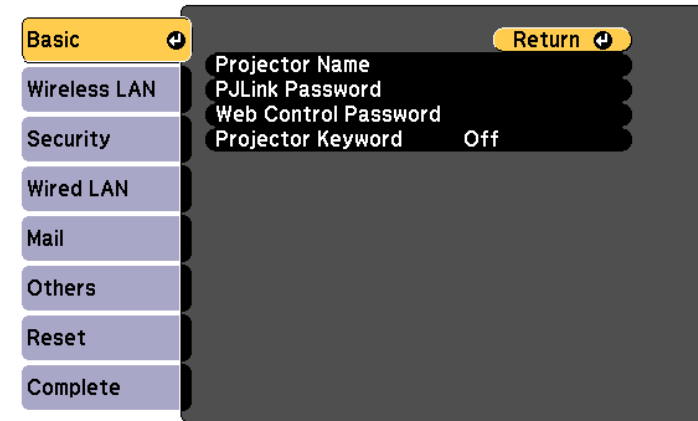 Basic
Wireless LAN
Security
Wired LAN
Mail
Others
Reset
Complete
Return
Projector Name
PJLink Password
Web Control Password
Projector Keyword Off